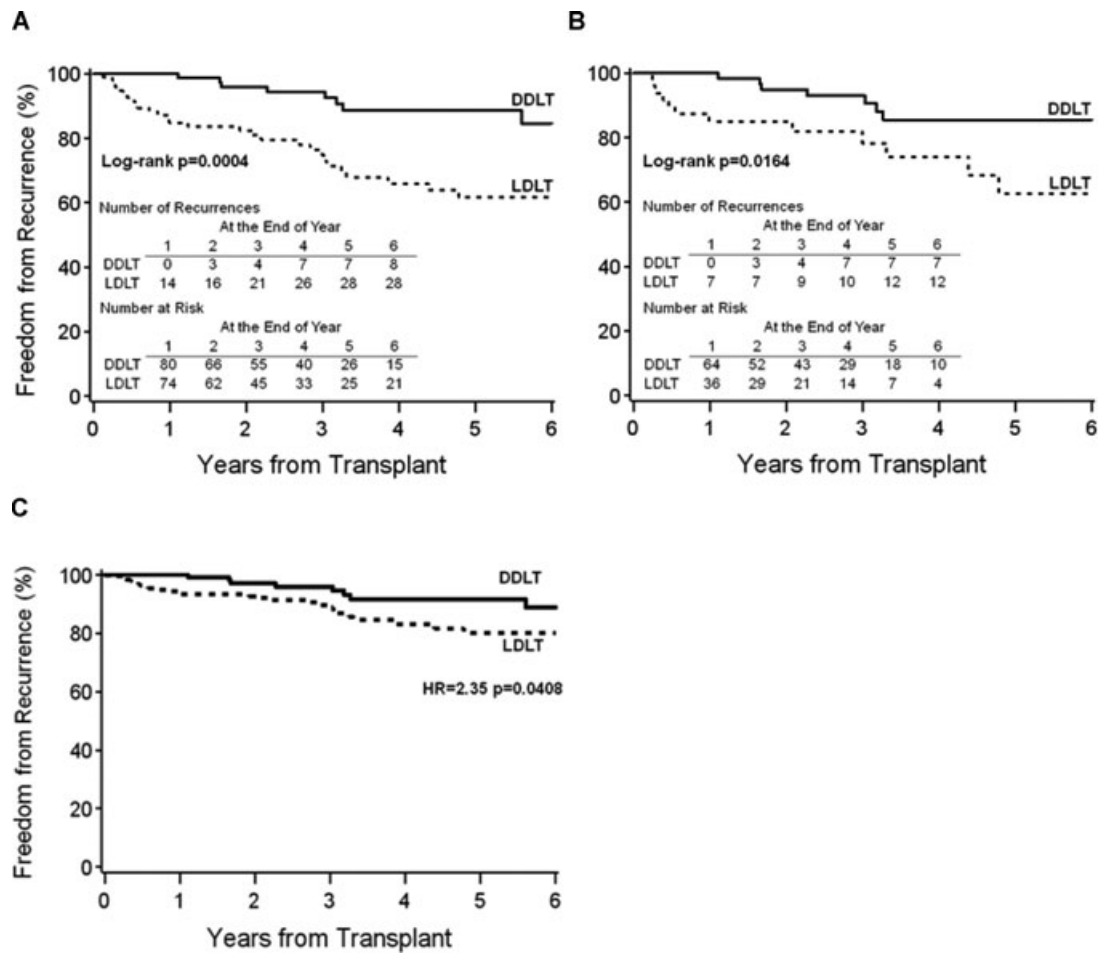 A
Freedom from Recurrence (%)
100
80
60
40
20
0
DDLT
Log-rank p=0.0004
LDLT
Number of Recurrences
At the End of Year
1 2 3 4 5 6
DDLT 0 3 4 7 7 8
LDLT 14 16 21 26 28 28
Number at Risk
At the End of Year
1 2 3 4 5 6
DDLT 80 66 55 40 26 15
LDLT 74 62 45 33 25 21
0 1 2 3 4 5 6
Years from Transplant
B
Freedom from Recurrence (%)
100
80
60
40
20
0
DDLT
Log-rank p=0.0164
LDLT
Number of Recurrences
At the End of Year
1 2 3 4 5 6
DDLT 0 3 4 7 7 7
LDLT 7 7 9 10 12 12
Number at Risk
At the End of Year
1 2 3 4 5 6
DDLT 64 52 43 29 18 10
LDLT 36 29 21 14 7 4
0 1 2 3 4 5 6
Years from Transplant
C
Freedom from Recurrence (%)
100
80
60
40
20
0
DDLT
LDLT
HR=2.35 p=0.0408
0 1 2 3 4 5 6
Years from Transplant